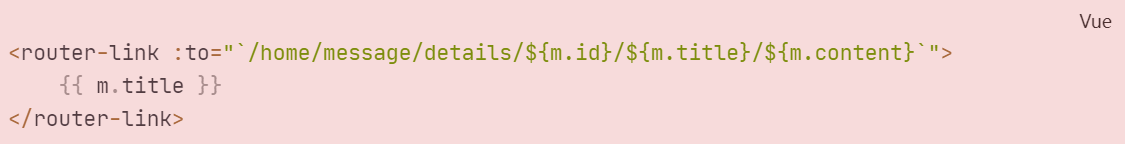 Vue
<router-link :to="`/home/message/details/${m.id}/${m.title}/${m.content}`">
    {{ m.title }}
</router-link>